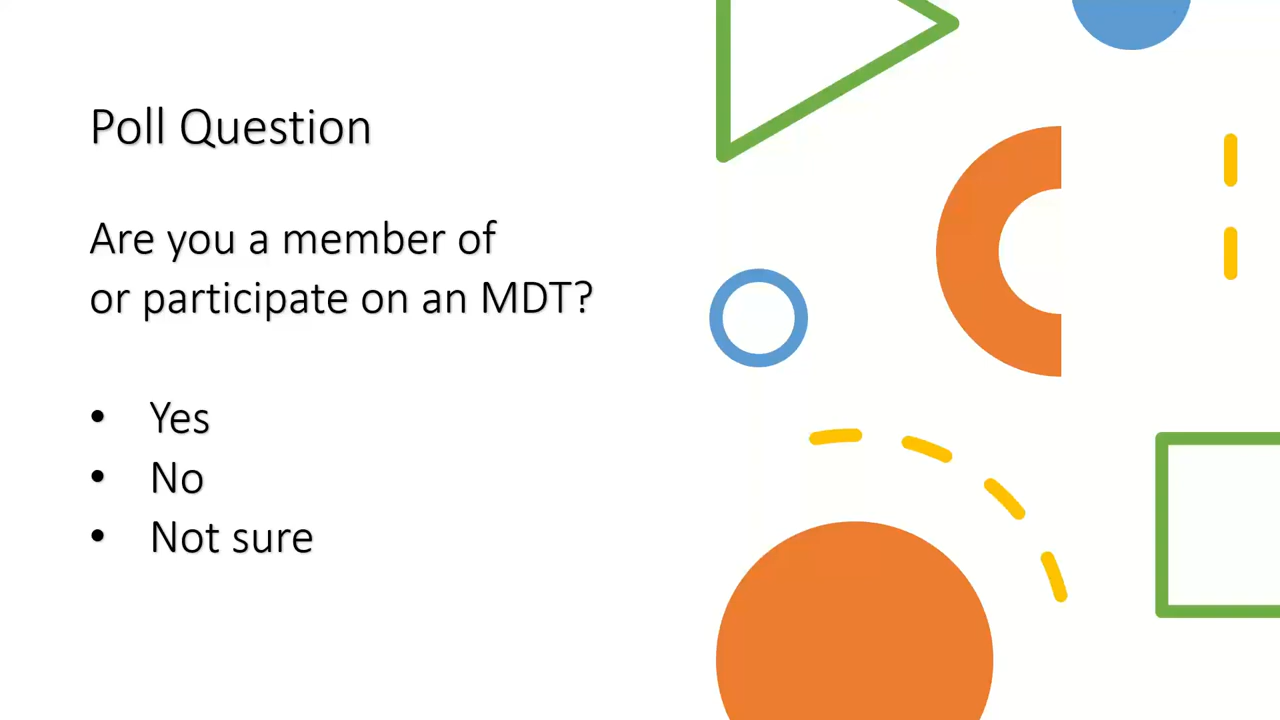 Poll Question
Are you a member of
or participate on an MDT?
• Yes
• No
• Not sure